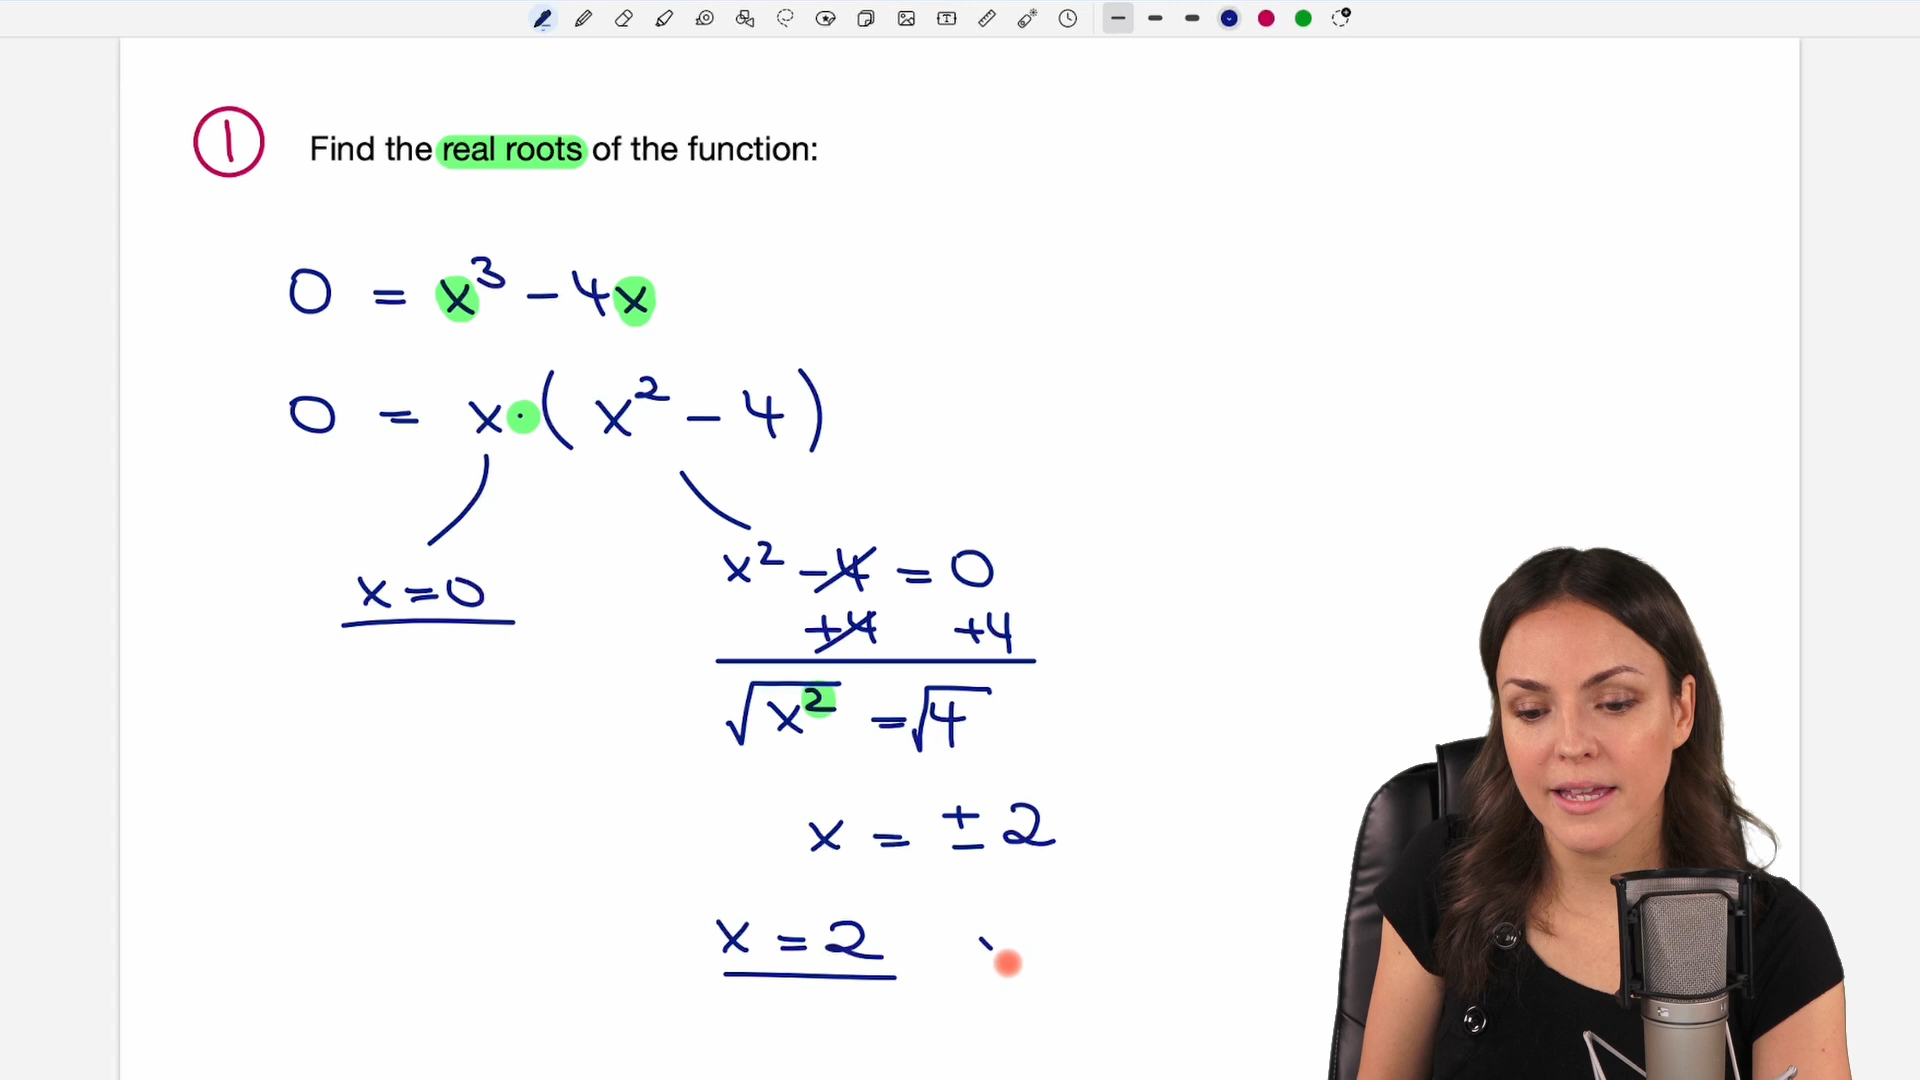 1 Find the real roots of the function:
0 = x³ - 4x
0 = x · ( x² - 4 )
x = 0
x² - 4 = 0
+4 +4
√x² = √4
x = ± 2
x = 2